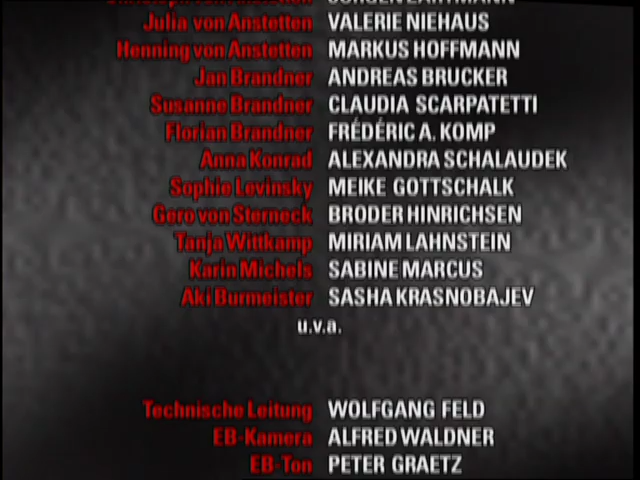 Julia von Anstetten VALERIE NIEHAUS
Henning von Anstetten MARKUS HOFFMANN
Jan Brandner ANDREAS BRUCKER
Susanne Brandner CLAUDIA SCARPATETTI
Florian Brandner FRÉDÉRIC A. KOMP
Anna Konrad ALEXANDRA SCHALAUDEK
Sophie Levinsky MEIKE GOTTSCHALK
Gero von Sterneck BRODER HINRICHSEN
Tanja Wittkamp MIRIAM LAHNSTEIN
Karin Michels SABINE MARCUS
Aki Burmeister SASHA KRASNOBAJEV
u.v.a.
Technische Leitung WOLFGANG FELD
EB-Kamera ALFRED WALDNER
EB-Ton PETER GRAETZ